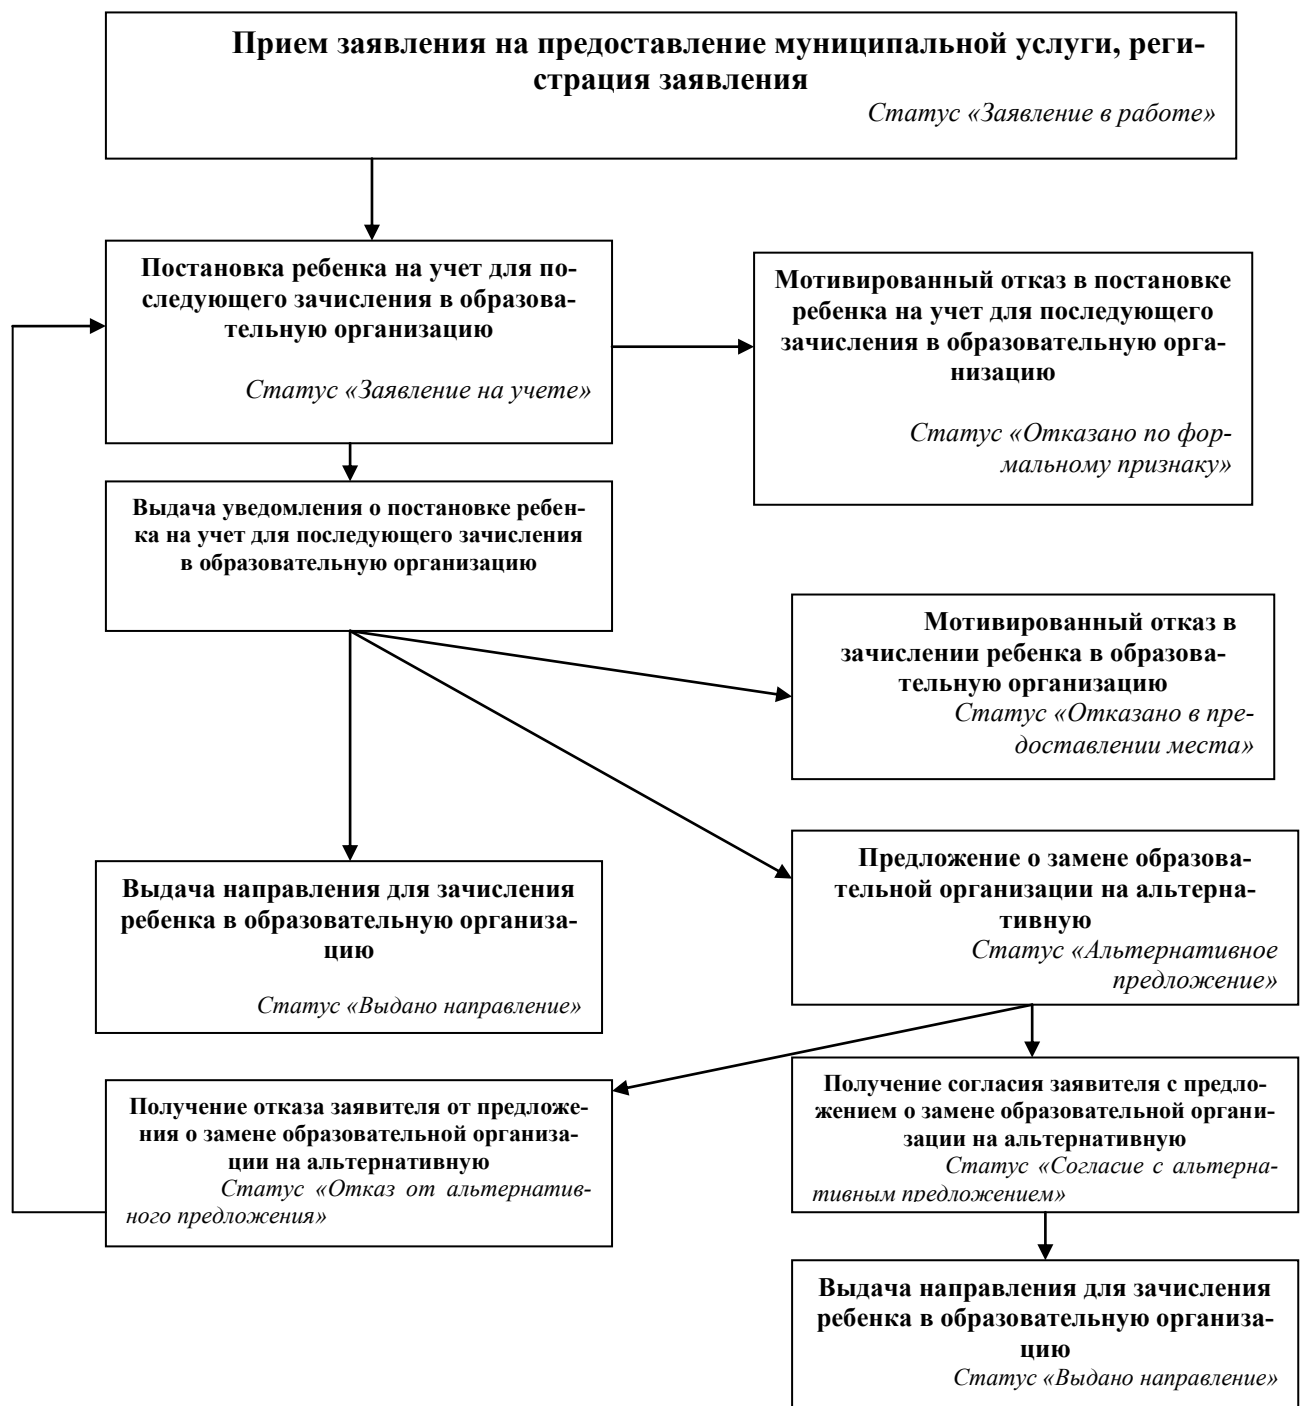 Прием заявления на предоставление муниципальной услуги, реги-
страция заявления
Статус «Заявление в работе»
Постановка ребенка на учет для по-
следующего зачисления в образова-
тельную организацию
Статус «Заявление на учете»
Мотивированный отказ в постановке
ребенка на учет для последующего
зачисления в образовательную орга-
низацию
Статус «Отказано по фор-
мальному признаку»
Выдача уведомления о постановке ребен-
ка на учет для последующего зачисления
в образовательную организацию
Мотивированный отказ в
зачислении ребенка в образова-
тельную организацию
Статус «Отказано в пре-
доставлении места»
Предложение о замене образова-
тельной организации на альтерна-
тивную
Статус «Альтернативное
предложение»
Выдача направления для зачисления
ребенка в образовательную организа-
цию
Статус «Выдано направление»
Получение отказа заявителя от предложе-
ния о замене образовательной организа-
ции на альтернативную
Статус «Отказ от альтернатив-
ного предложения»
Получение согласия заявителя с предло-
жением о замене образовательной органи-
зации на альтернативную
Статус «Согласие с альтерна-
тивным предложением»
Выдача направления для зачисления
ребенка в образовательную организа-
цию
Статус «Выдано направление»